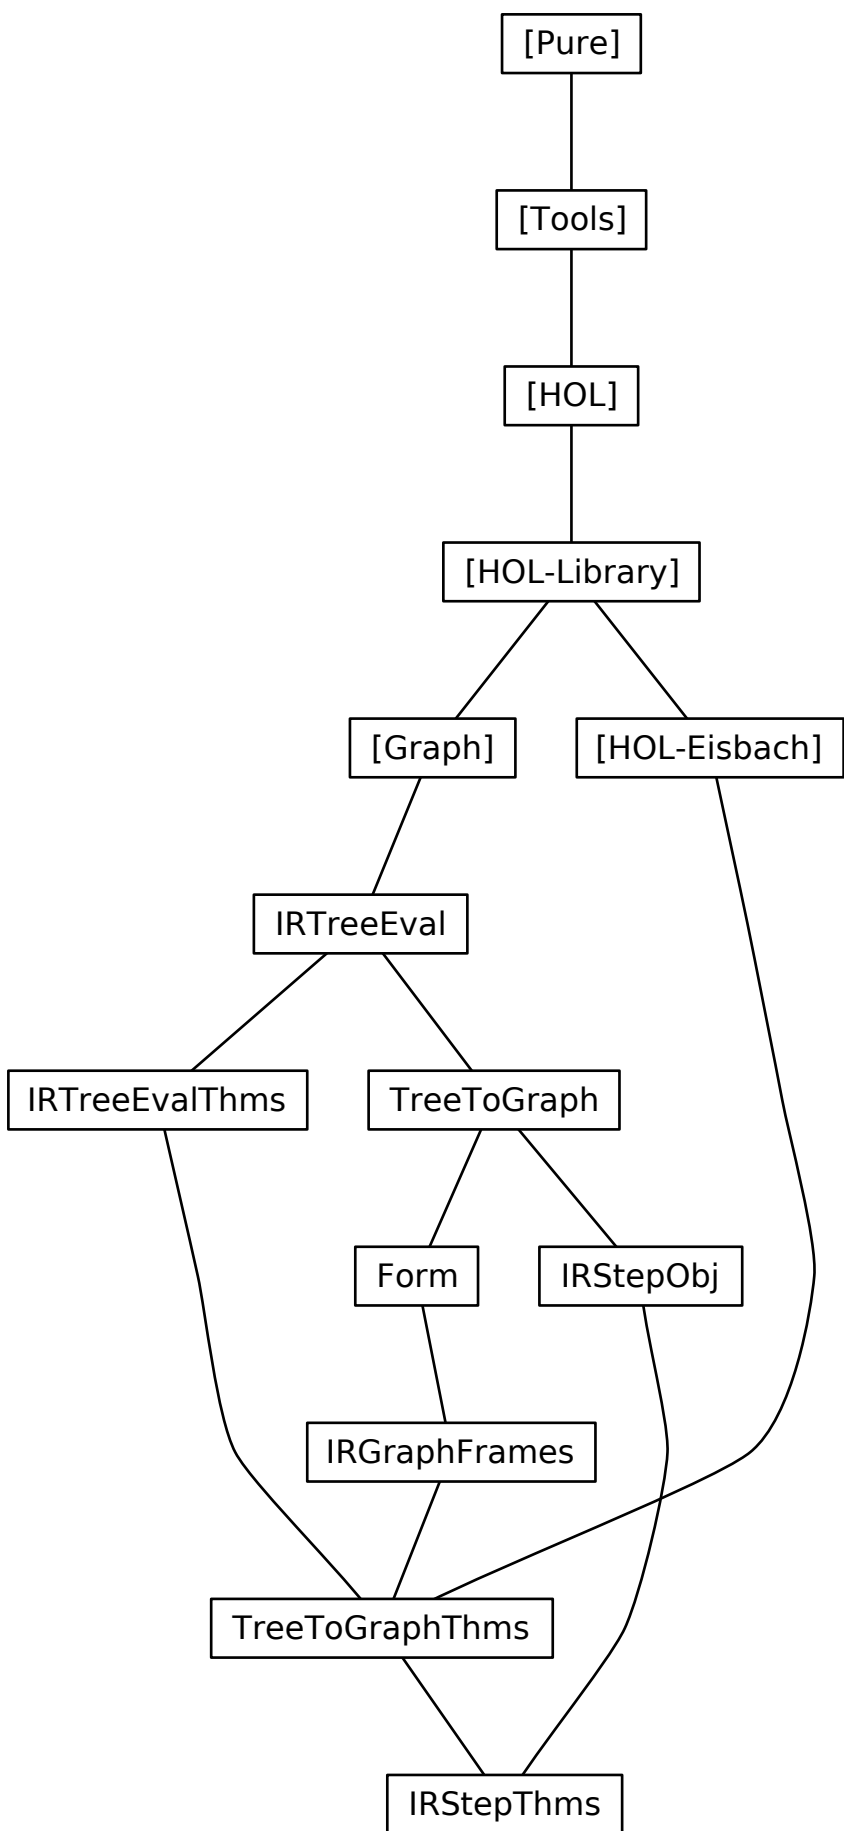 [Pure]
[Tools]
[HOL]
[HOL-Library]
[Graph]
[HOL-Eisbach]
IRTreeEval
IRTreeEvalThms
TreeToGraph
Form
IRStepObj
IRGraphFrames
TreeToGraphThms
IRStepThms